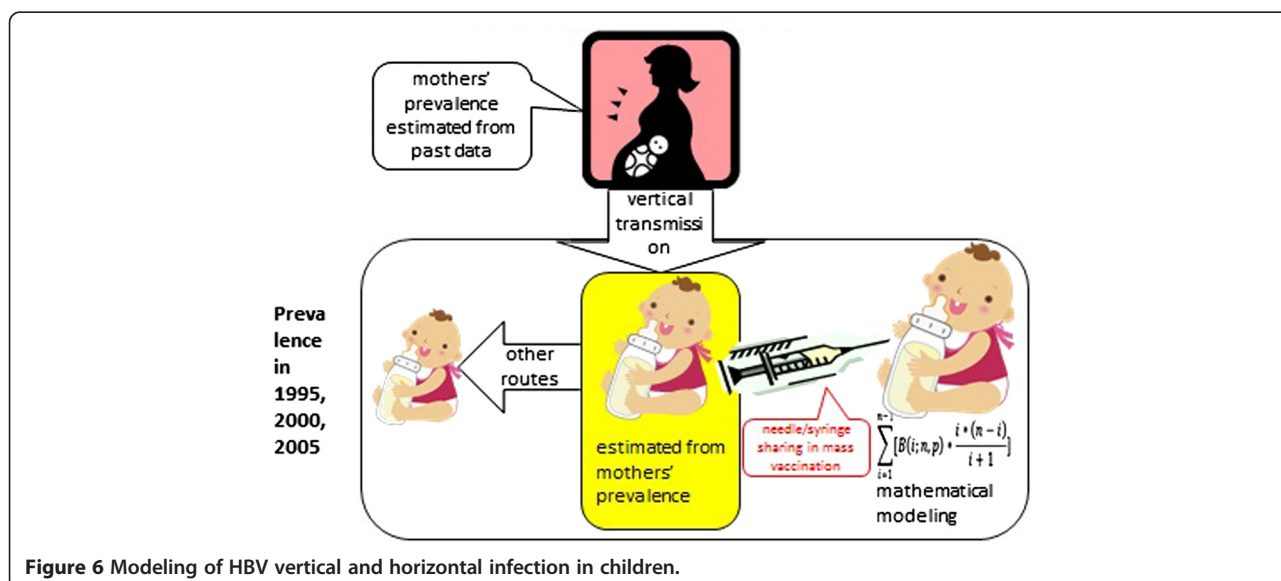 mothers'
prevalence
estimated from
past data
vertical
transmissi
on
Preva
lence
in
1995,
2000,
2005
other
routes
estimated from
mothers'
prevalence
needle/syringe
sharing in mass
vaccination
n-1
∑[B(i;n,p)*i*(n-i)/i+1]
i=1
mathematical
modeling
Figure 6 Modeling of HBV vertical and horizontal infection in children.